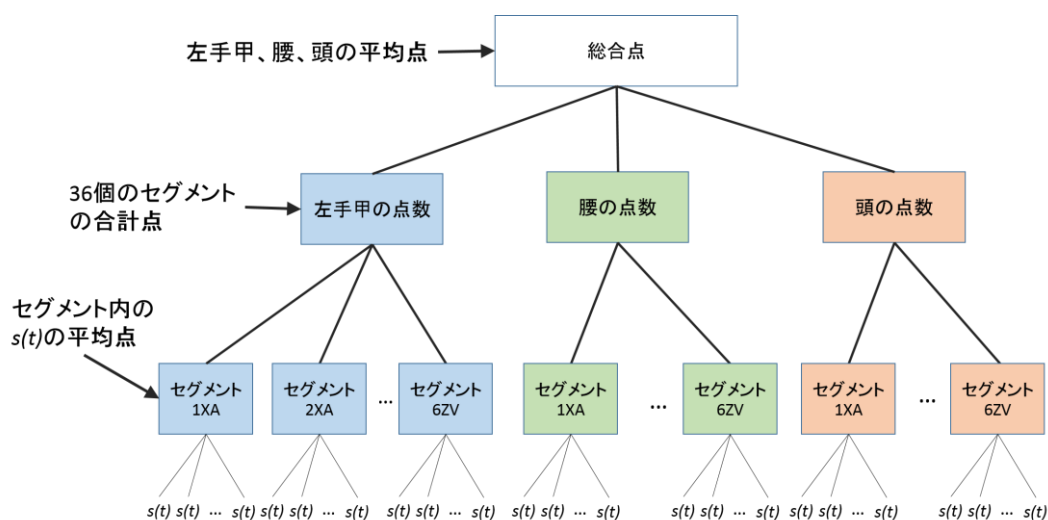 左手甲、腰、頭の平均点
総合点
36個のセグメント
の合計点
左手甲の点数
腰の点数
頭の点数
セグメント内の
s(t)の平均点
セグメント
1XA
セグメント
2XA
...
セグメント
6ZV
セグメント
1XA
...
セグメント
6ZV
セグメント
1XA
...
セグメント
6ZV
s(t) s(t) ... s(t) s(t) s(t) ... s(t) s(t) s(t) ... s(t) s(t) s(t) ... s(t) s(t) s(t) ... s(t) s(t) s(t) ... s(t) s(t) s(t) ... s(t)